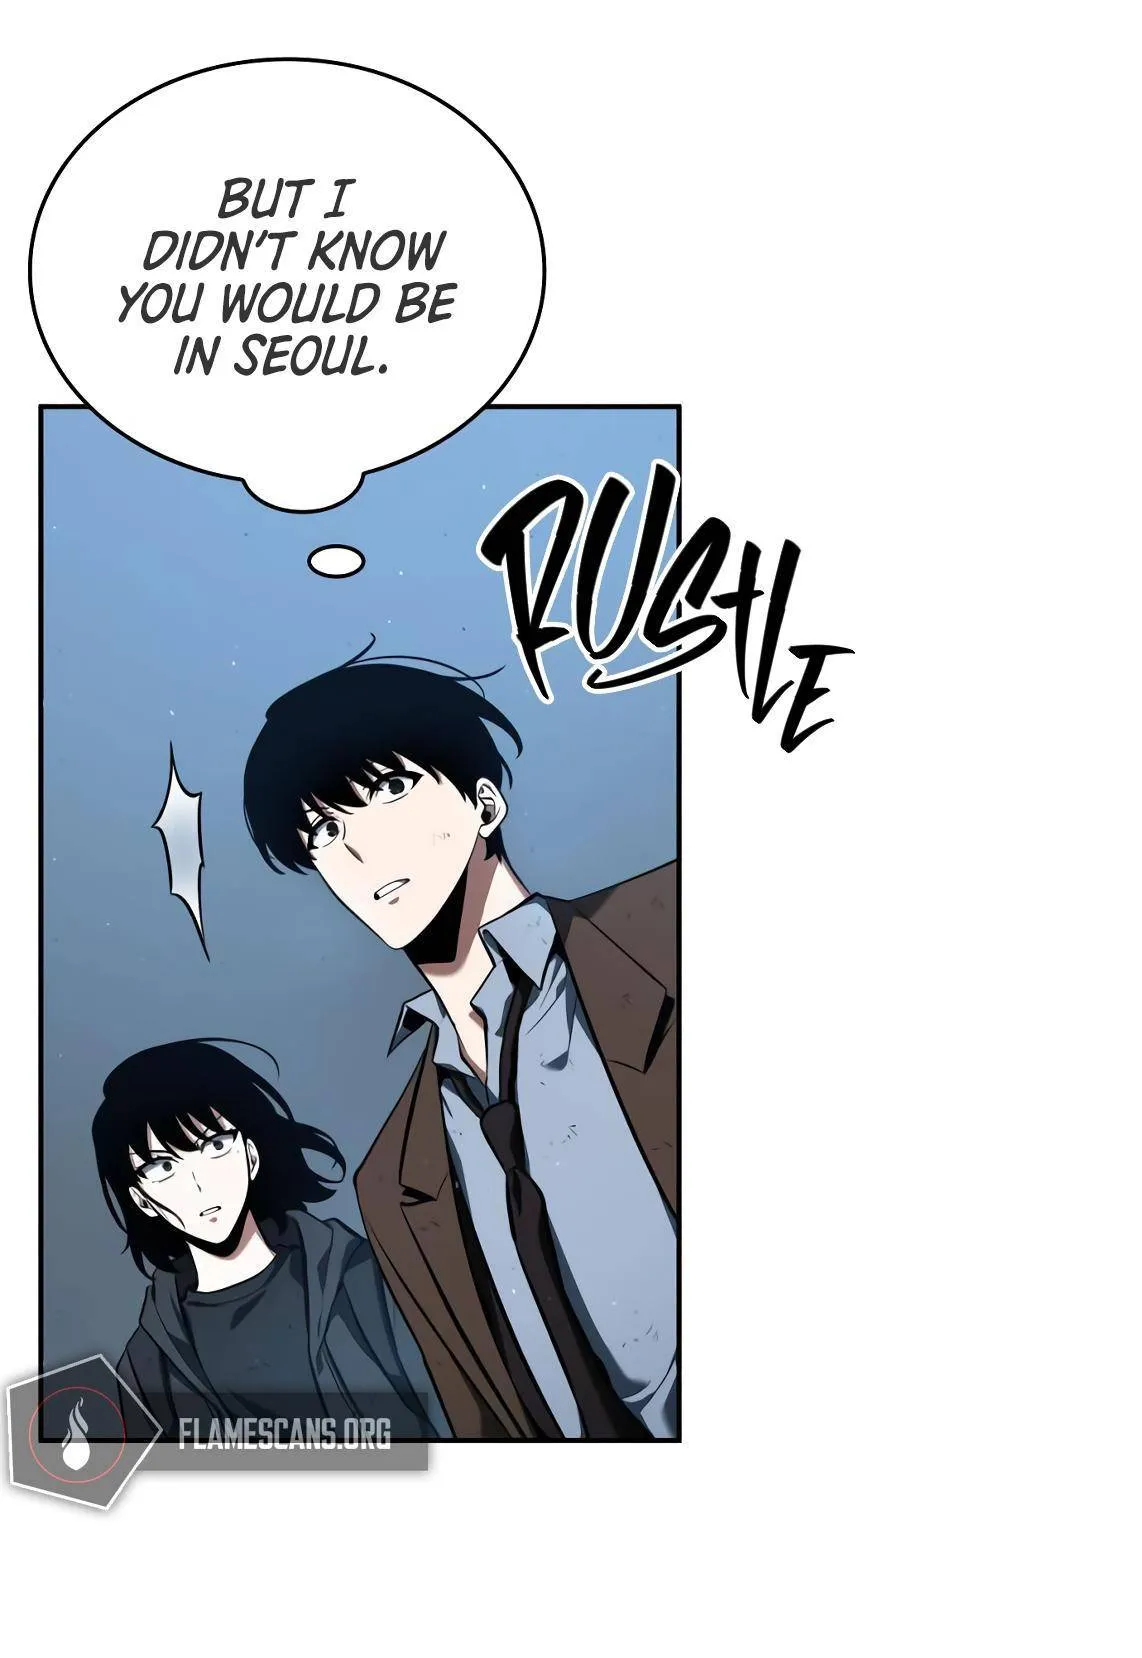 BUT I
DIDN'T KNOW
YOU WOULD BE
IN SEOUL.
RUSTLE
FLAMESCANS.ORG